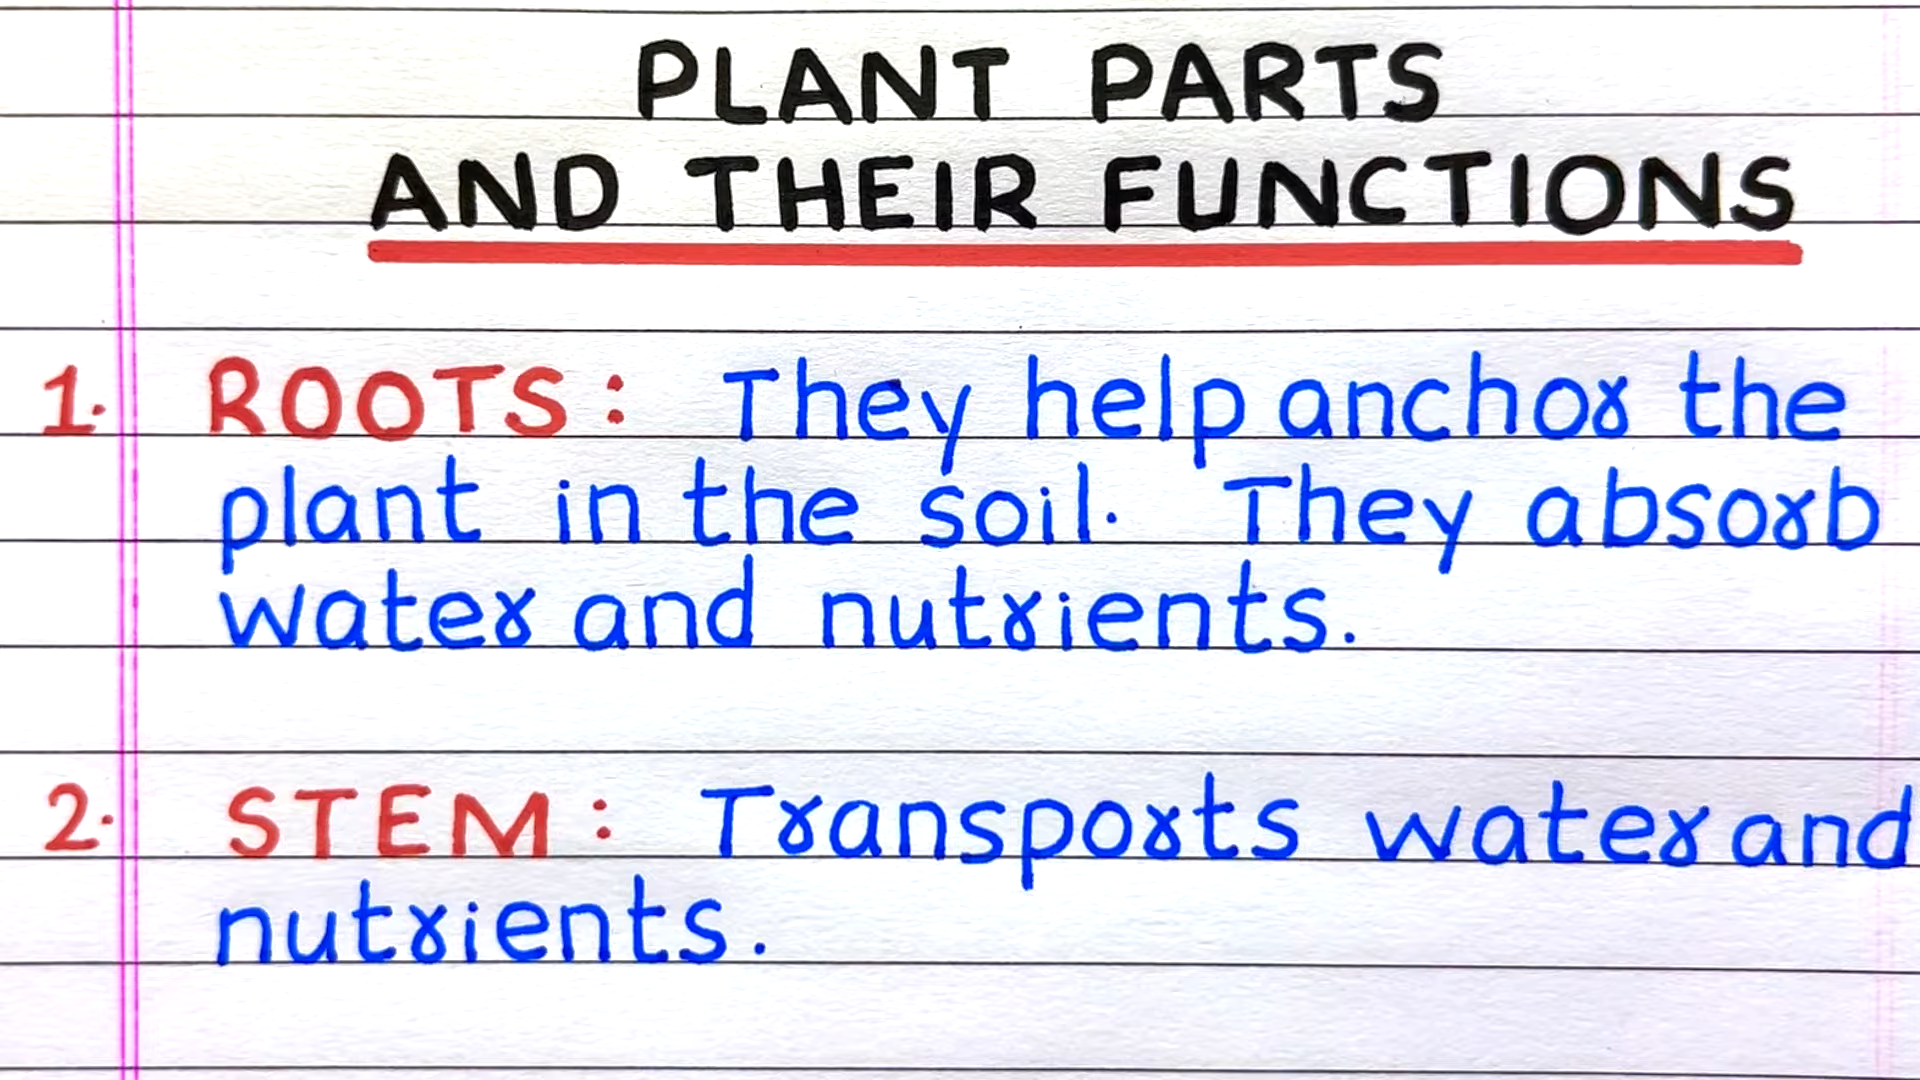 PLANT PARTS
AND THEIR FUNCTIONS
1. ROOTS: They help anchor the
plant in the soil. They absorb
water and nutrients.
2. STEM: Transports water and
nutrients.